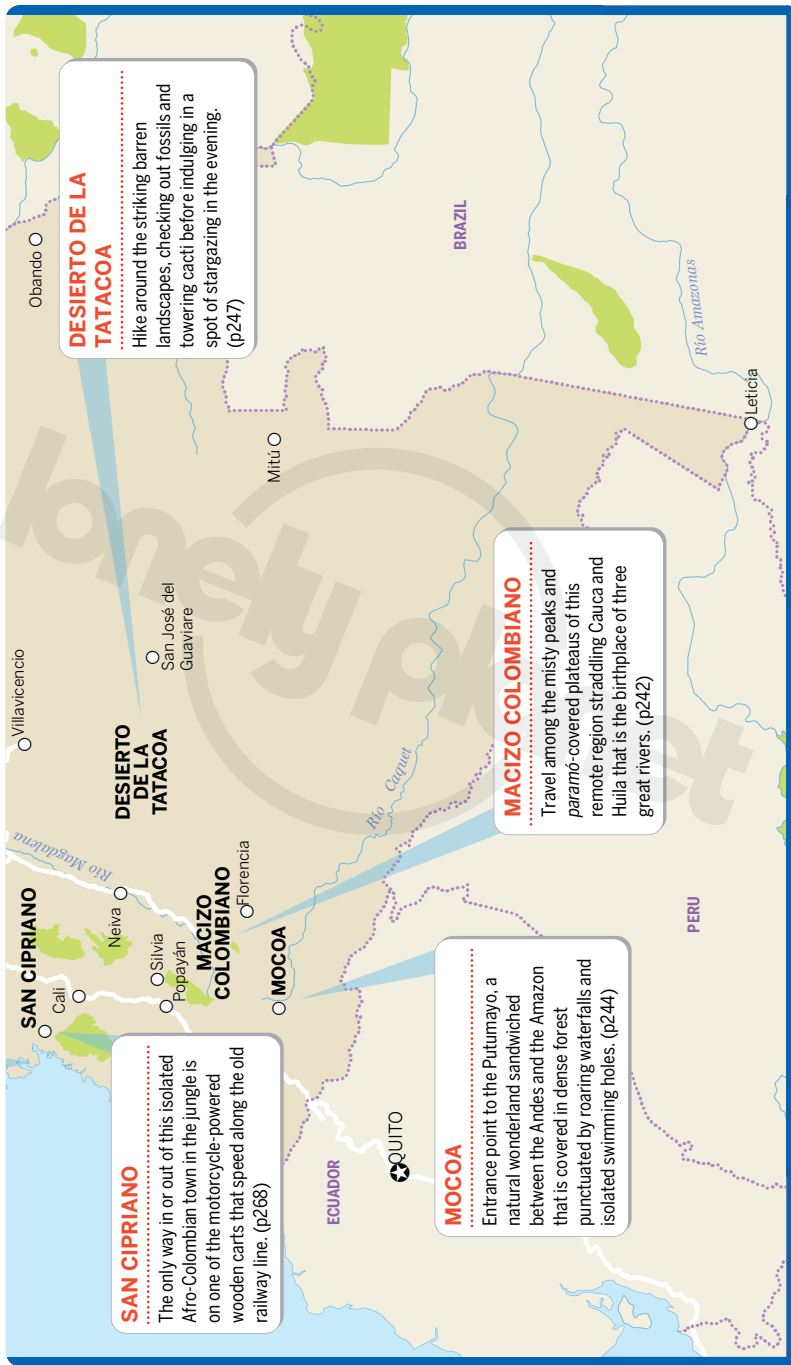 SAN CIPRIANO
The only way in or out of this isolated
Afro-Colombian town in the jungle is
on one of the motorcycle-powered
wooden carts that speed along the old
railway line. (p268)
MOCOA
Entrance point to the Putumayo, a
natural wonderland sandwiched
between the Andes and the Amazon
that is covered in dense forest
punctuated by roaring waterfalls and
isolated swimming holes. (p244)
MACIZO COLOMBIANO
Travel among the misty peaks and
paramó-covered plateaus of this
remote region straddling Cauca and
Huila that is the birthplace of three
great rivers. (p242)
DESIERTO DE LA
TATACOA
Hike around the striking barren
landscapes, checking out fossils and
towering cacti before indulging in a
spot of stargazing in the evening.
(p247)
SAN CIPRIANO
Cali
Neiva
Río Magdalena
Silvia
Popayán
MACIZO
COLOMBIANO
Florencia
MOCOA
Villavicencio
DESIERTO
DE LA
TATACOA
San José del
Guaviare
Obando
Mitú
Río Caquet
ECUADOR
QUITO
PERU
BRAZIL
Río Amazonas
Leticia
lonely planet